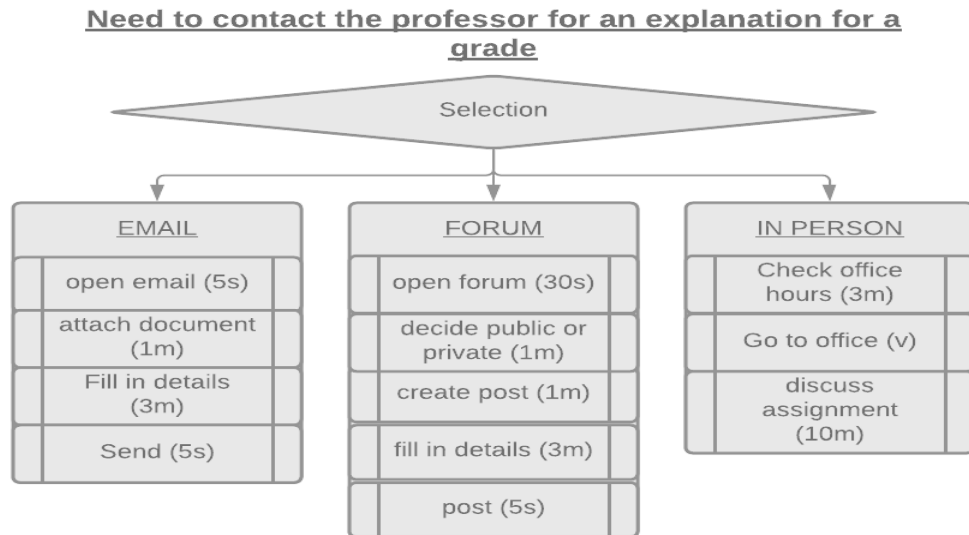 Need to contact the professor for an explanation for a
grade
Selection
EMAIL
open email (5s)
attach document
(1m)
Fill in details
(3m)
Send (5s)
FORUM
open forum (30s)
decide public or
private (1m)
create post (1m)
fill in details (3m)
post (5s)
IN PERSON
Check office
hours (3m)
Go to office (v)
discuss
assignment
(10m)